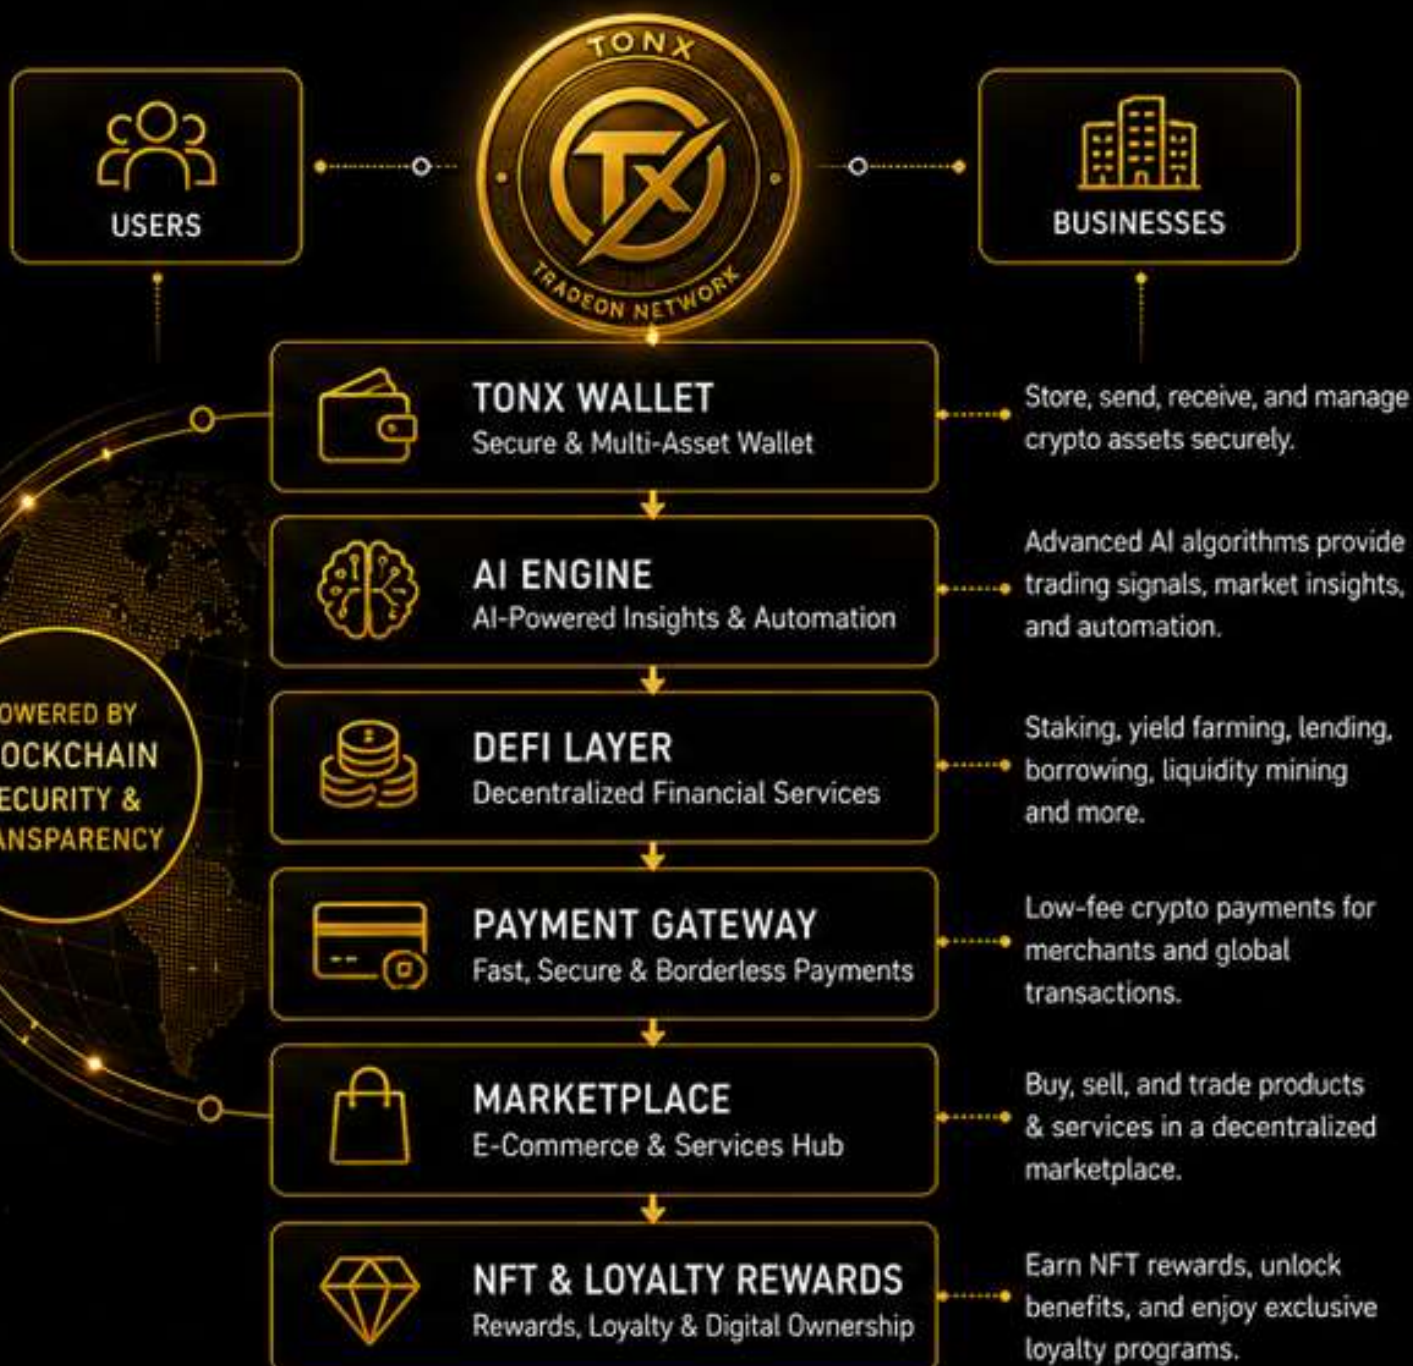 TONX
TX
TRADEON NETWORK
USERS
BUSINESSES
TONX WALLET
Secure & Multi-Asset Wallet
Store, send, receive, and manage
crypto assets securely.
AI ENGINE
AI-Powered Insights & Automation
Advanced AI algorithms provide
trading signals, market insights,
and automation.
OWERED BY
OCKCHAIN
ECURITY &
ANSPARENCY
DEFI LAYER
Decentralized Financial Services
Staking, yield farming, lending,
borrowing, liquidity mining
and more.
PAYMENT GATEWAY
Fast, Secure & Borderless Payments
Low-fee crypto payments for
merchants and global
transactions.
MARKETPLACE
E-Commerce & Services Hub
Buy, sell, and trade products
& services in a decentralized
marketplace.
NFT & LOYALTY REWARDS
Rewards, Loyalty & Digital Ownership
Earn NFT rewards, unlock
benefits, and enjoy exclusive
loyalty programs.